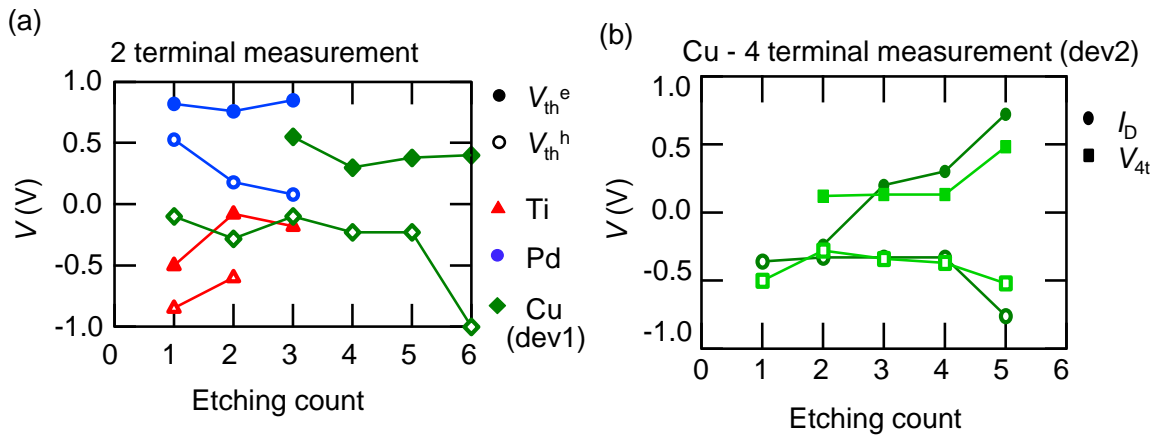 (a)
2 terminal measurement
1.0
0.5
0.0
-0.5
-1.0
V (V)
0 1 2 3 4 5 6
Etching count
V_th^e
V_th^h
Ti
Pd
Cu
(dev1)
(b)
Cu - 4 terminal measurement (dev2)
1.0
0.5
0.0
-0.5
-1.0
V (V)
0 1 2 3 4 5 6
Etching count
I_D
V_4t